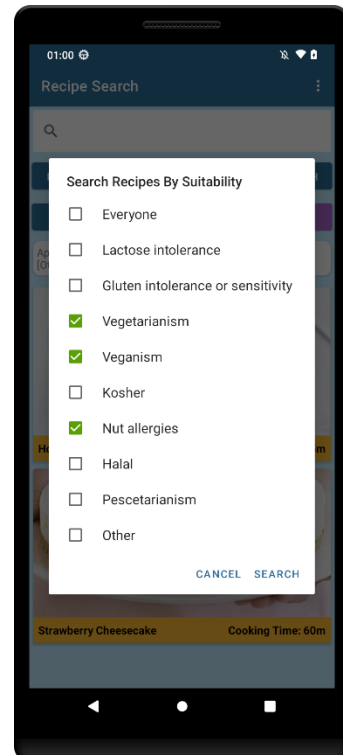 01:00
Recipe Search
Search Recipes By Suitability
Everyone
Lactose intolerance
Gluten intolerance or sensitivity
Vegetarianism
Veganism
Kosher
Nut allergies
Halal
Pescetarianism
Other
CANCEL SEARCH
Strawberry Cheesecake Cooking Time: 60m